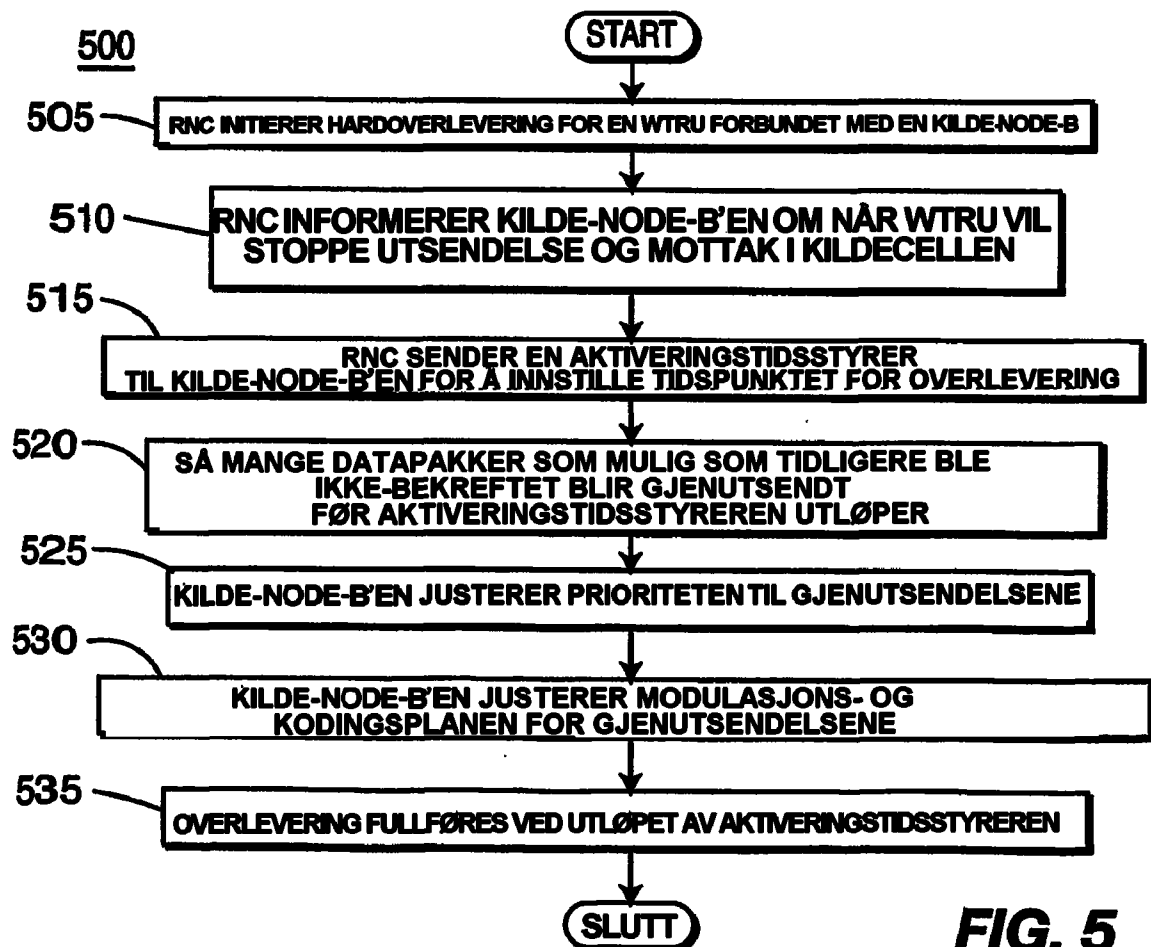 500
START
505
RNC INITIERER HARDOVERLEVERING FOR EN WTRU FORBUNDET MED EN KILDE-NODE-B
510
RNC INFORMERER KILDE-NODE-B'EN OM NÅR WTRU VIL
STOPPE UTSENDELSE OG MOTTAK I KILDECELLEN
515
RNC SENDER EN AKTIVERINGSTIDSSTYRER
TIL KILDE-NODE-B'EN FOR Å INNSTILLE TIDSPUNKTET FOR OVERLEVERING
520
SÅ MANGE DATAPAKKER SOM MULIG SOM TIDLIGERE BLE
IKKE-BEKREFTET BLIR GJENUTSENDT
FØR AKTIVERINGSTIDSSTYREREN UTLØPER
525
KILDE-NODE-B'EN JUSTERER PRIORITETEN TIL GJENUTSENDELSENE
530
KILDE-NODE-B'EN JUSTERER MODULASJONS- OG
KODINGSPLANEN FOR GJENUTSENDELSENE
535
OVERLEVERING FULLFØRES VED UTLØPET AV AKTIVERINGSTIDSSTYREREN
SLUTT
FIG. 5